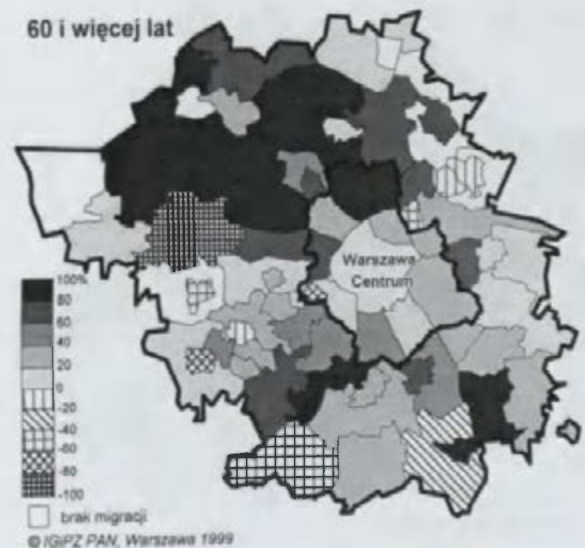 60 i więcej lat
Warszawa
Centrum
100%
80
60
40
20
0
-20
-40
-60
-80
-100
brak migracji
© IGiPZ PAN, Warszawa 1999